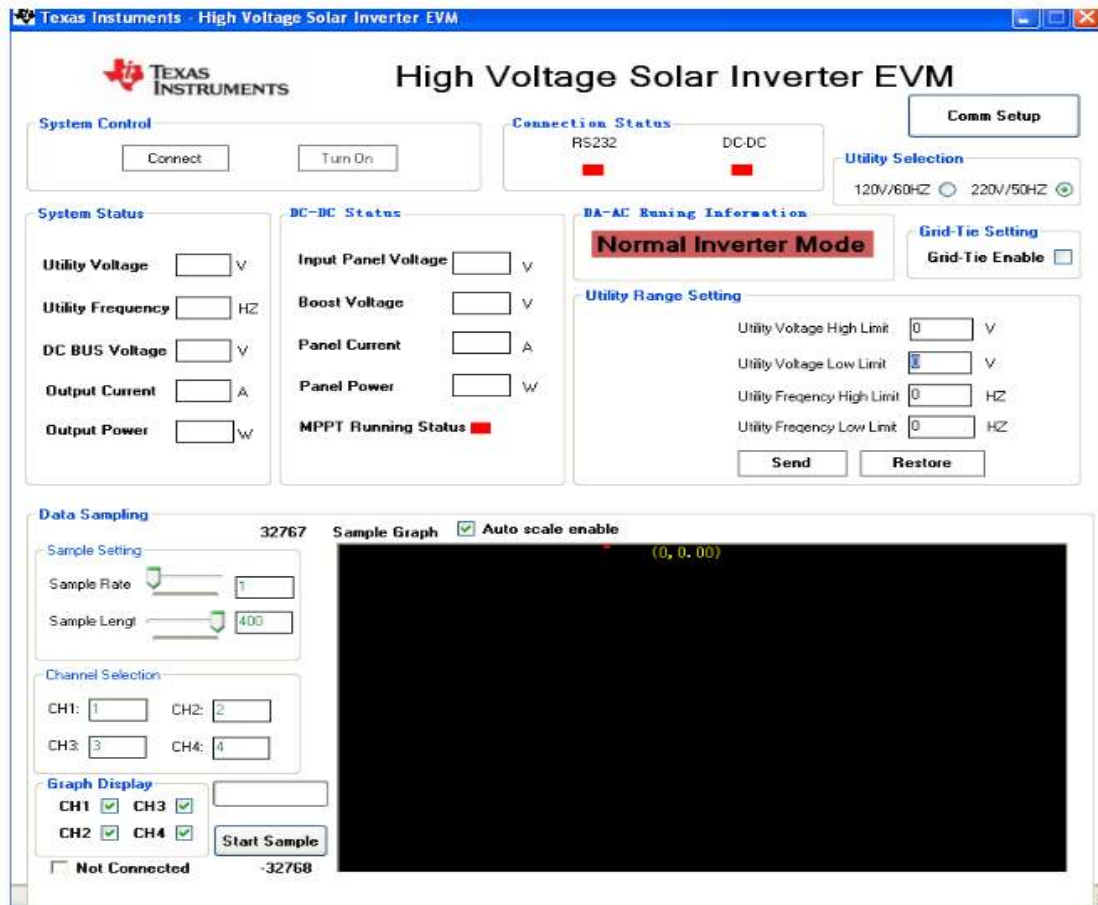 Texas Instuments - High Voltage Solar Inverter EVM
TEXAS
INSTRUMENTS
High Voltage Solar Inverter EVM
Comm Setup
System Control
Connect
Turn On
Connection Status
RS232
DC-DC
Utility Selection
120V/60HZ
220V/50HZ
System Status
Utility Voltage
V
Utility Frequency
HZ
DC BUS Voltage
V
Output Current
A
Output Power
W
DC-DC Status
Input Panel Voltage
V
Boost Voltage
V
Panel Current
A
Panel Power
W
MPPT Running Status
DA-AC Runing Information
Normal Inverter Mode
Grid-Tie Setting
Grid-Tie Enable
Utility Range Setting
Utility Voltage High Limit 0 V
Utility Voltage Low Limit 0 V
Utility Freqency High Limit 0 HZ
Utility Freqency Low Limit 0 HZ
Send
Restore
Data Sampling
32767
Sample Graph
Auto scale enable
(0, 0.00)
Sample Setting
Sample Rate 1
Sample Lengt 400
Channel Selection
CH1: 1 CH2: 2
CH3: 3 CH4: 4
Graph Display
CH1 CH3
CH2 CH4
Start Sample
Not Connected
-32768